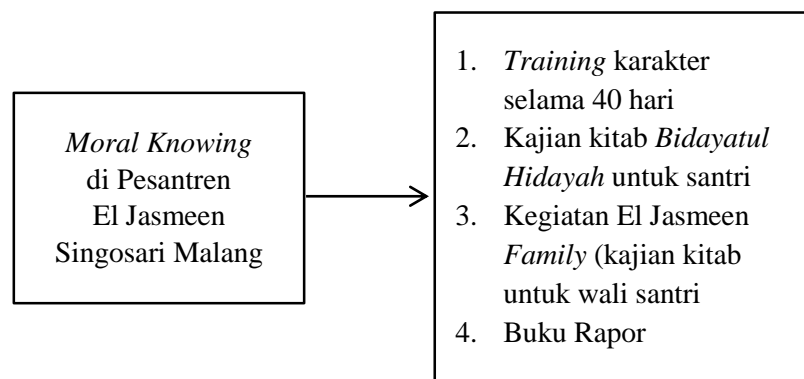 Moral Knowing
di Pesantren
El Jasmeen
Singosari Malang
1. Training karakter
selama 40 hari
2. Kajian kitab Bidayatul
Hidayah untuk santri
3. Kegiatan El Jasmeen
Family (kajian kitab
untuk wali santri
4. Buku Rapor